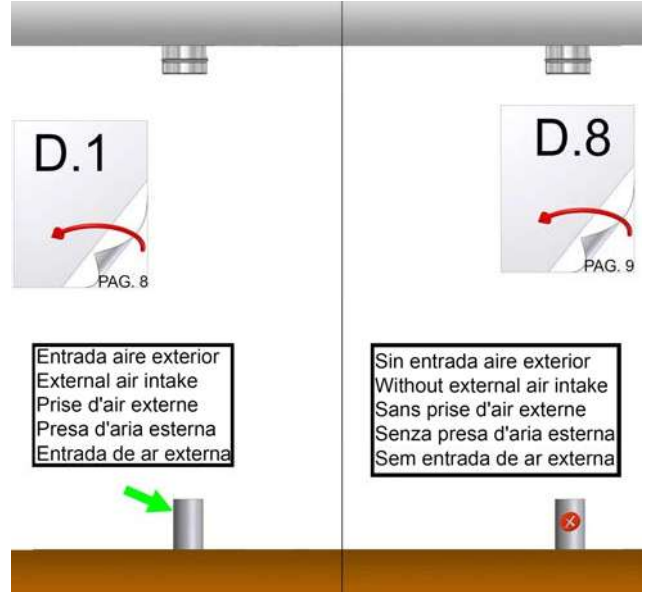 D.1
PAG. 8
Entrada aire exterior
External air intake
Prise d'air externe
Presa d'aria esterna
Entrada de ar externa
D.8
PAG. 9
Sin entrada aire exterior
Without external air intake
Sans prise d'air externe
Senza presa d'aria esterna
Sem entrada de ar externa
X